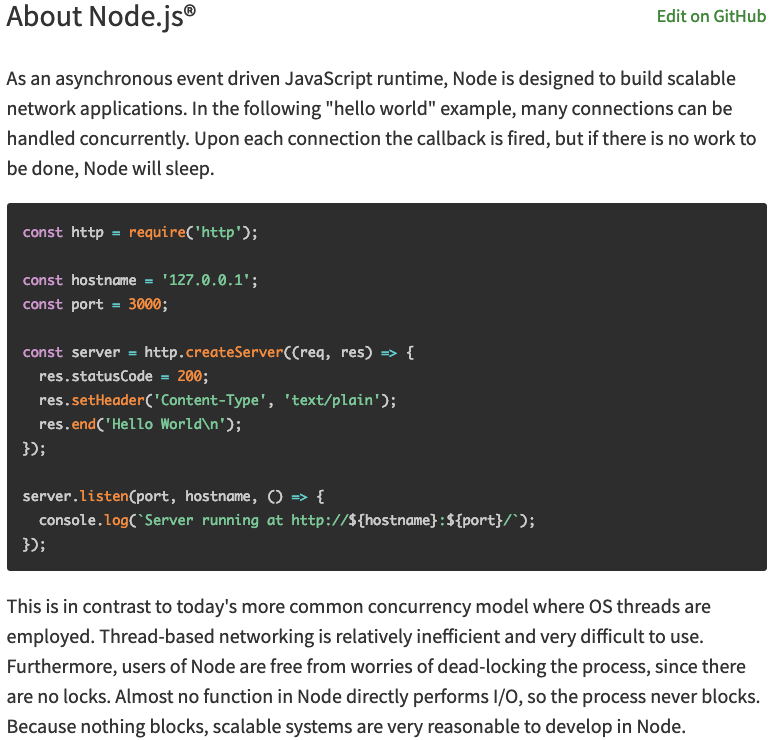 About Node.js®
Edit on GitHub
As an asynchronous event driven JavaScript runtime, Node is designed to build scalable
network applications. In the following "hello world" example, many connections can be
handled concurrently. Upon each connection the callback is fired, but if there is no work to
be done, Node will sleep.
const http = require('http');
const hostname = '127.0.0.1';
const port = 3000;
const server = http.createServer((req, res) => {
  res.statusCode = 200;
  res.setHeader('Content-Type', 'text/plain');
  res.end('Hello World\n');
});
server.listen(port, hostname, () => {
  console.log(`Server running at http://${hostname}:${port}/`);
});
This is in contrast to today's more common concurrency model where OS threads are
employed. Thread-based networking is relatively inefficient and very difficult to use.
Furthermore, users of Node are free from worries of dead-locking the process, since there
are no locks. Almost no function in Node directly performs I/O, so the process never blocks.
Because nothing blocks, scalable systems are very reasonable to develop in Node.